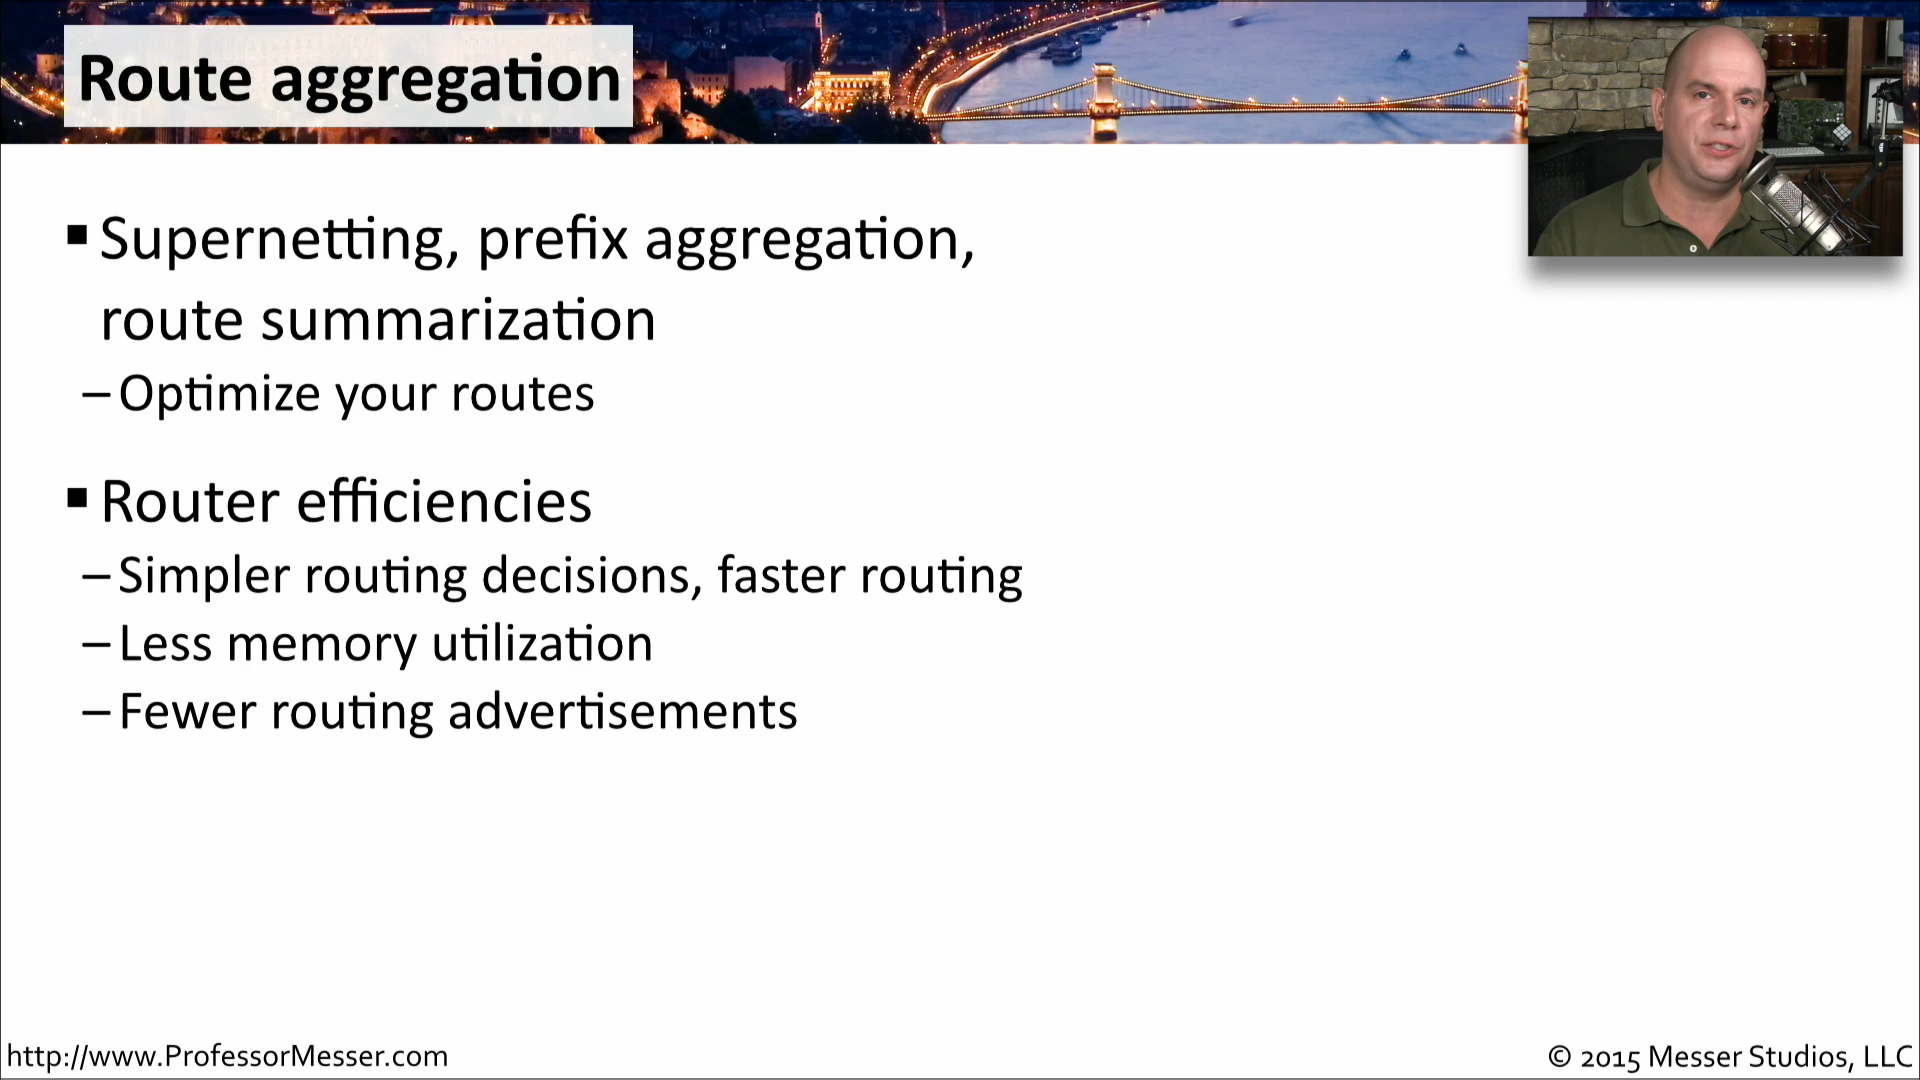 Route aggregation
▪ Supernetting, prefix aggregation,
route summarization
– Optimize your routes
▪ Router efficiencies
– Simpler routing decisions, faster routing
– Less memory utilization
– Fewer routing advertisements
http://www.ProfessorMesser.com
© 2015 Messer Studios, LLC